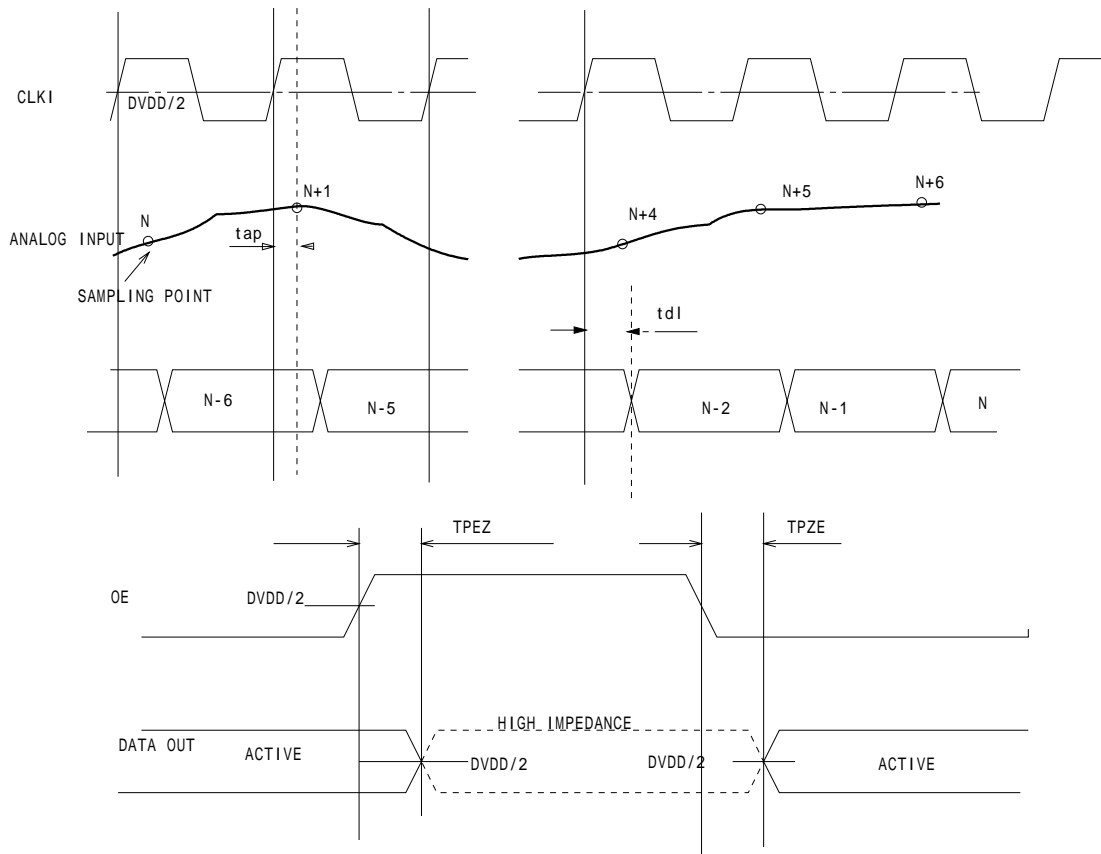 CLKI
DVDD/2
N
N+1
N+4
N+5
N+6
ANALOG INPUT
tap
SAMPLING POINT
tdl
N-6
N-5
N-2
N-1
N
TPEZ
TPZE
OE
DVDD/2
HIGH IMPEDANCE
DATA OUT
ACTIVE
DVDD/2
DVDD/2
ACTIVE